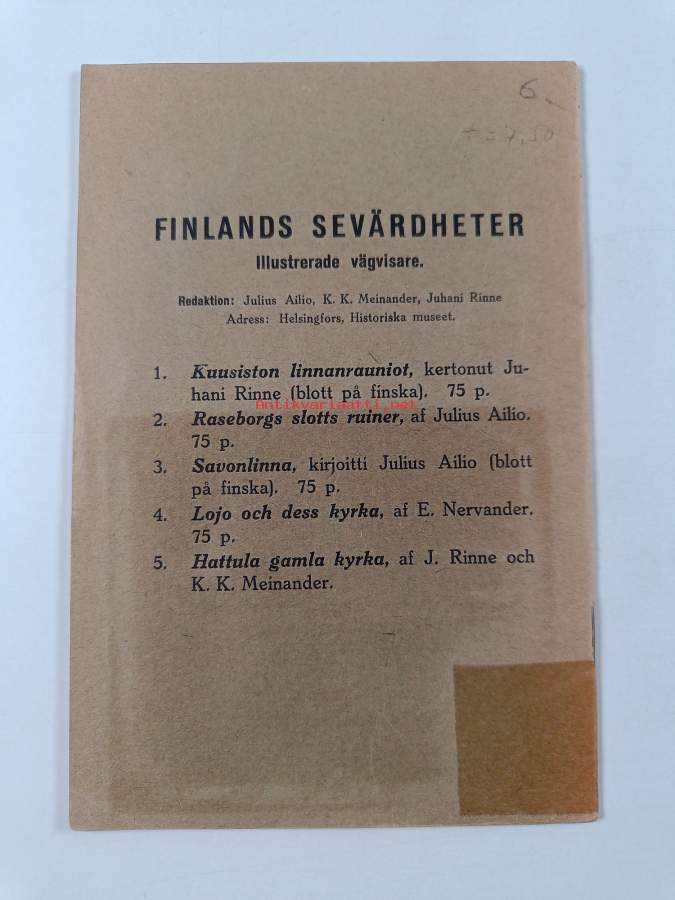 6
FINLANDS SEVÄRDHETER
Illustrerade vägvisare.
Redaktion: Julius Ailio, K. K. Meinander, Juhani Rinne
Adress: Helsingfors, Historiska museet.
1. Kuusiston linnanrauniot, kertonut Ju-
hani Rinne (blott på finska). 75 p.
Antikvariaatti.net
2. Raseborgs slotts ruiner, af Julius Ailio.
75 p.
3. Savonlinna, kirjoitti Julius Ailio (blott
på finska). 75 p.
4. Lojo och dess kyrka, af E. Nervander.
75 p.
5. Hattula gamla kyrka, af J. Rinne och
K. K. Meinander.